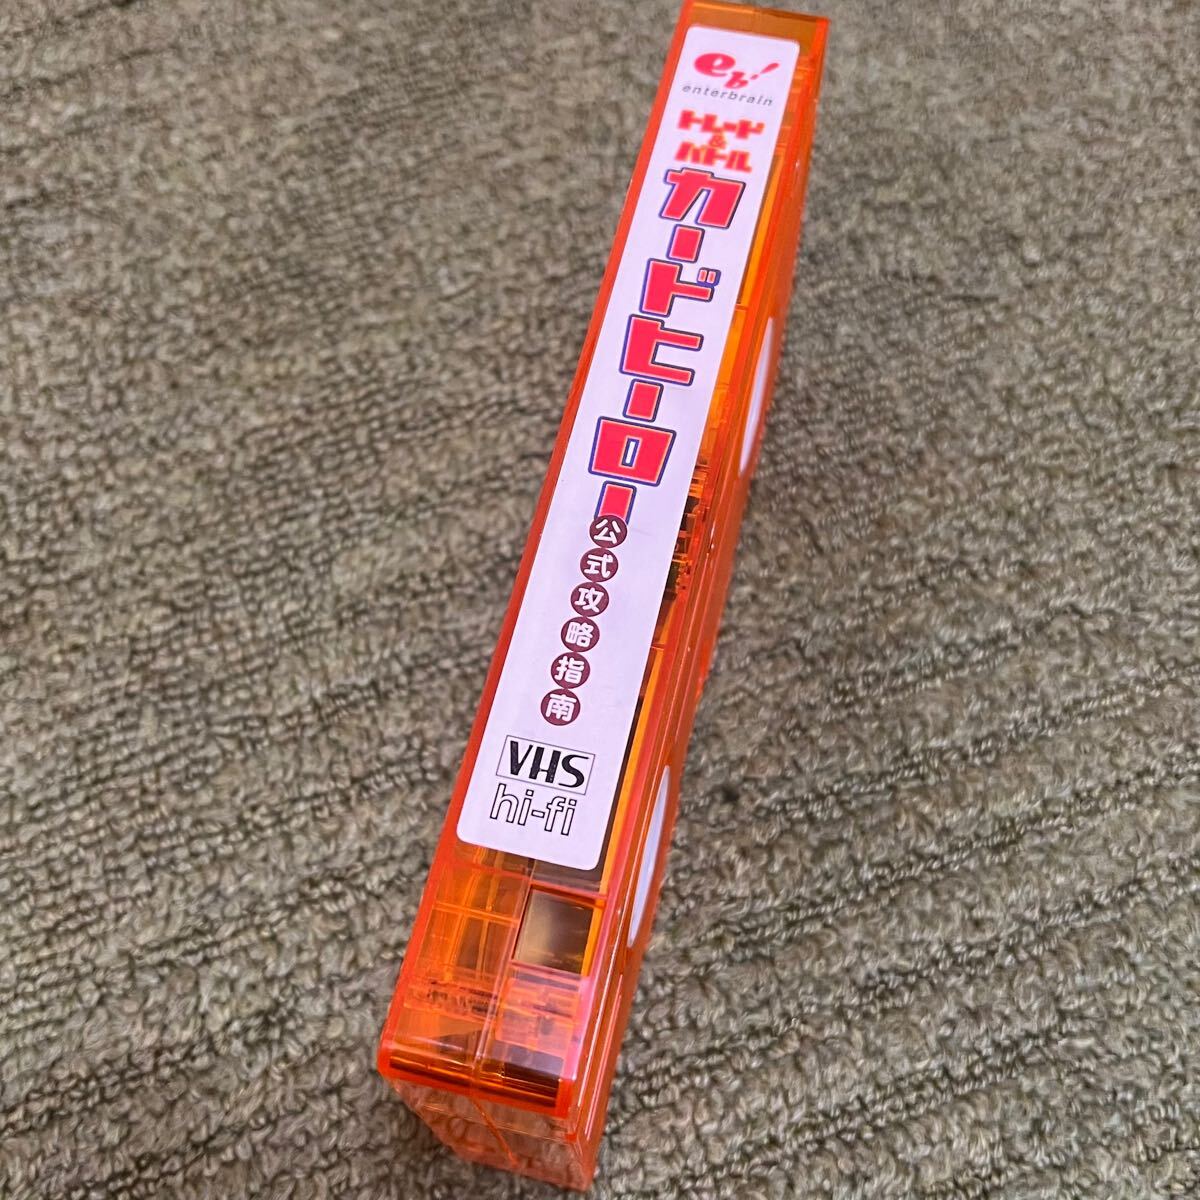 eb!
enterbrain
トレード
&
バトル
カードヒーロー
公式攻略指南
VHS
hi-fi